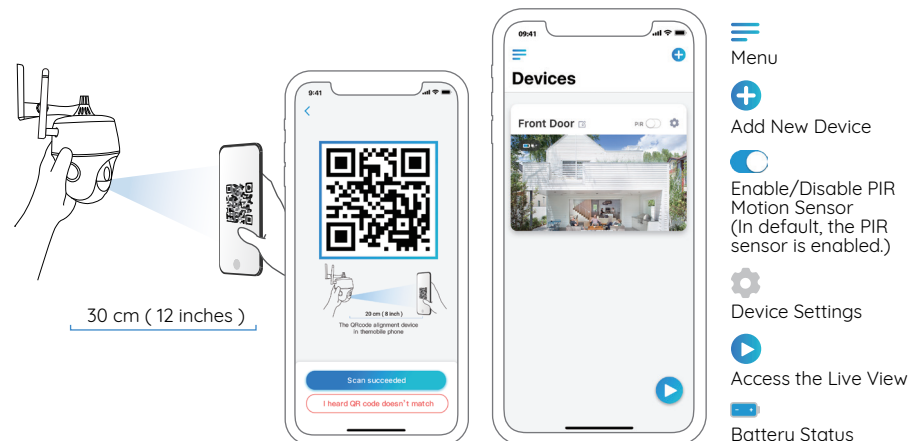 30 cm ( 12 inches )
9:41
20 cm ( 8 inch )
The QRcode alignment device
in themobile phone
Scan succeeded
I heard QR code doesn't match
09:41
Devices
Front Door
PIR
Menu
Add New Device
Enable/Disable PIR
Motion Sensor
(In default, the PIR
sensor is enabled.)
Device Settings
Access the Live View
Battery Status